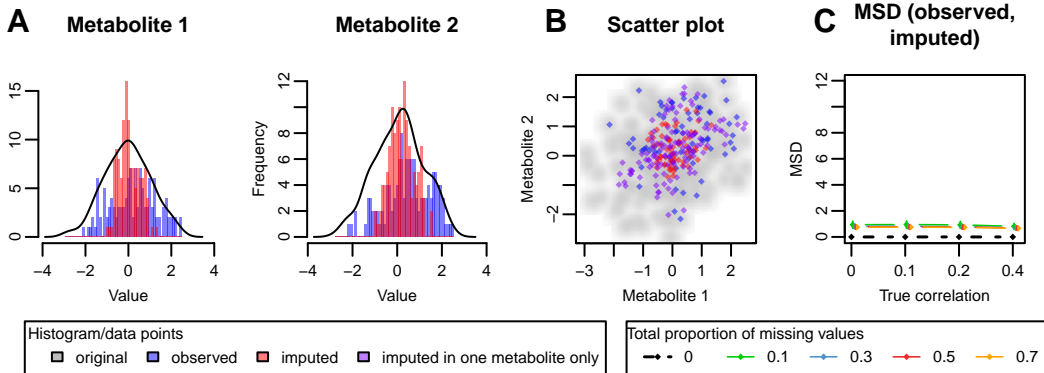 A
Metabolite 1
Metabolite 2
B
Scatter plot
C
MSD (observed,
imputed)
0
5
10
15
−4
−2
0
2
4
Value
Frequency
0
2
4
6
8
12
−4
−2
0
2
4
Value
Metabolite 2
−2
0
2
−3
−1
0
1
2
Metabolite 1
MSD
0
2
4
6
8
12
0
0.1
0.2
0.4
True correlation
Histogram/data points
original
observed
imputed
imputed in one metabolite only
Total proportion of missing values
0
0.1
0.3
0.5
0.7